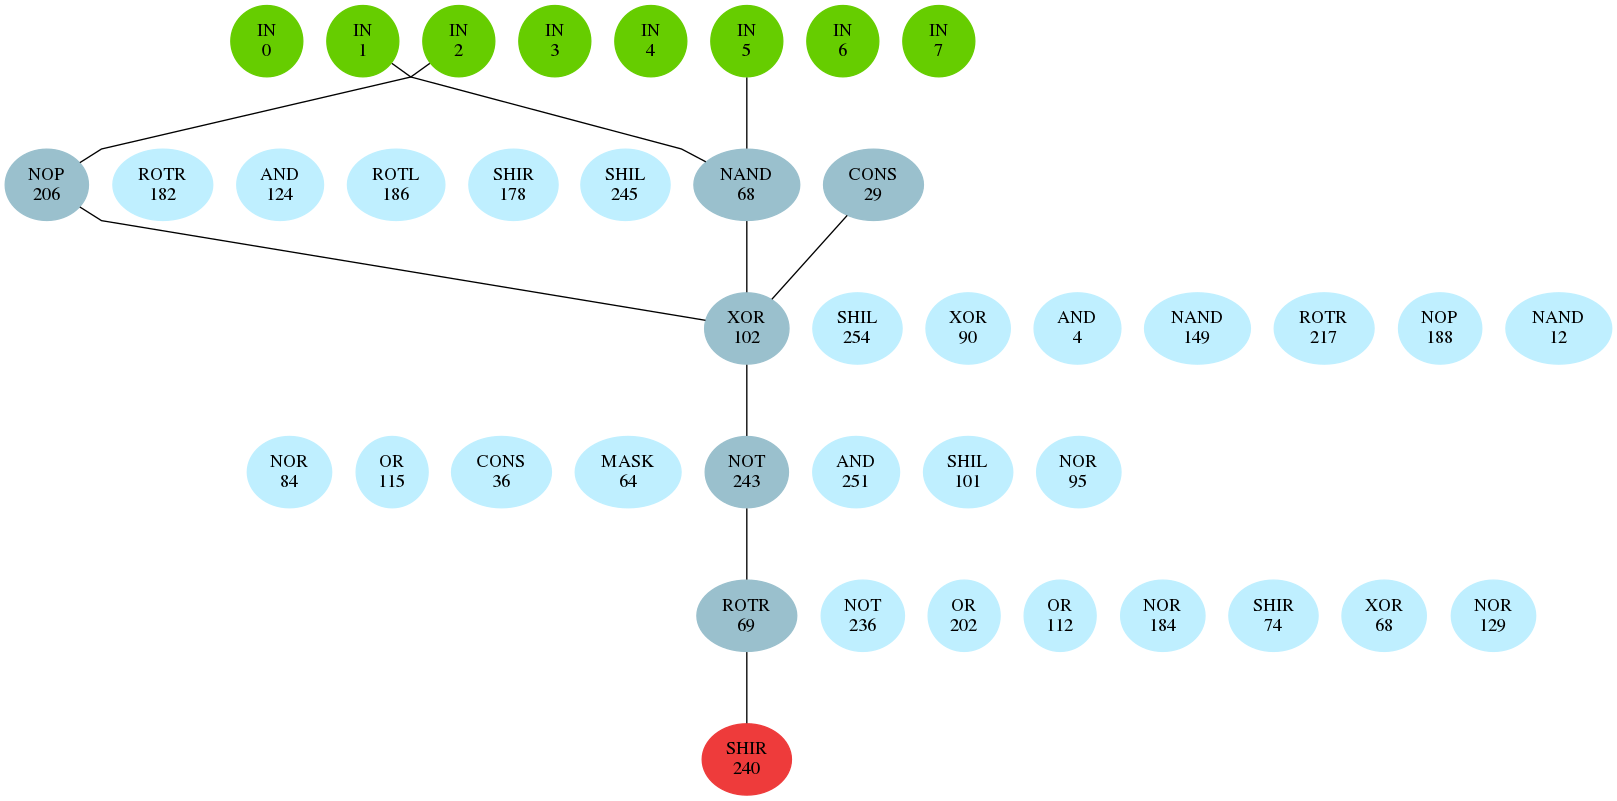 IN
0
IN
1
IN
2
IN
3
IN
4
IN
5
IN
6
IN
7
NOP
206
ROTR
182
AND
124
ROTL
186
SHIR
178
SHIL
245
NAND
68
CONS
29
XOR
102
SHIL
254
XOR
90
AND
4
NAND
149
ROTR
217
NOP
188
NAND
12
NOR
84
OR
115
CONS
36
MASK
64
NOT
243
AND
251
SHIL
101
NOR
95
ROTR
69
NOT
236
OR
202
OR
112
NOR
184
SHIR
74
XOR
68
NOR
129
SHIR
240